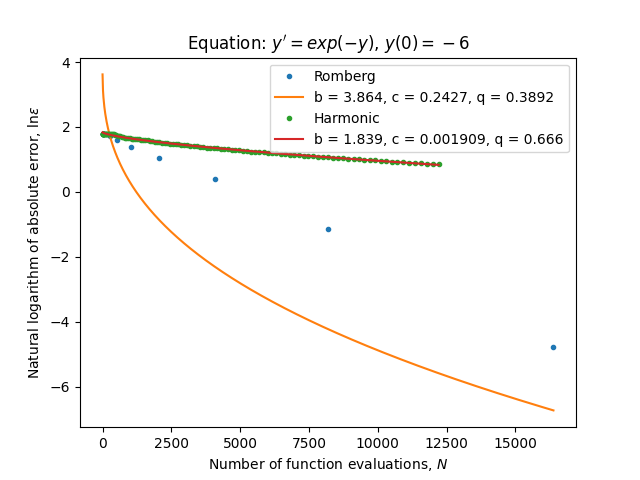 Equation: y′ = exp(−y), y(0) = −6
Romberg
b = 3.864, c = 0.2427, q = 0.3892
Harmonic
b = 1.839, c = 0.001909, q = 0.666
Natural logarithm of absolute error, lnε
4
2
0
−2
−4
−6
0 2500 5000 7500 10000 12500 15000
Number of function evaluations, N